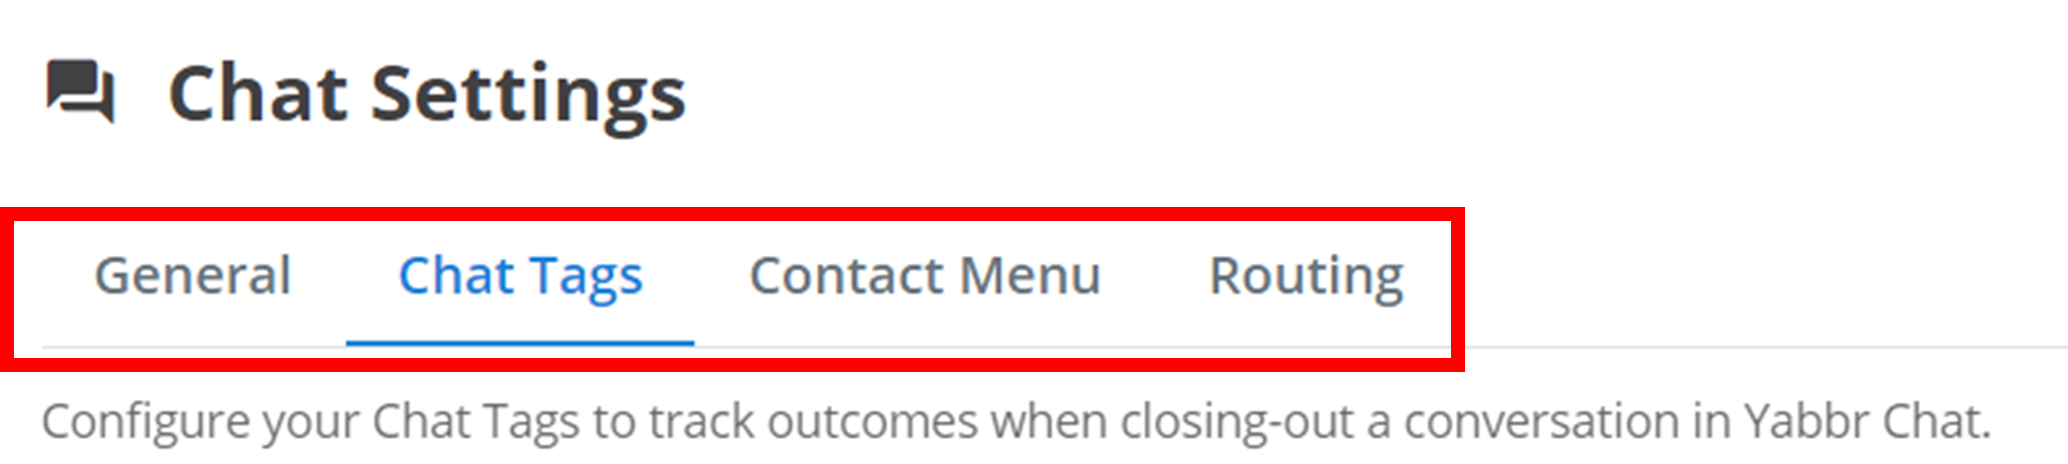 Chat Settings
General Chat Tags Contact Menu Routing
Configure your Chat Tags to track outcomes when closing-out a conversation in Yabbr Chat.